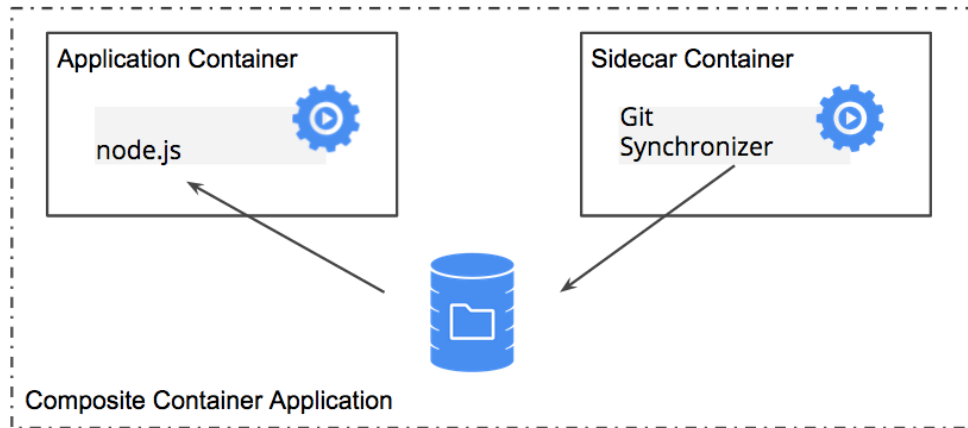 Application Container
node.js
Sidecar Container
Git
Synchronizer
Composite Container Application